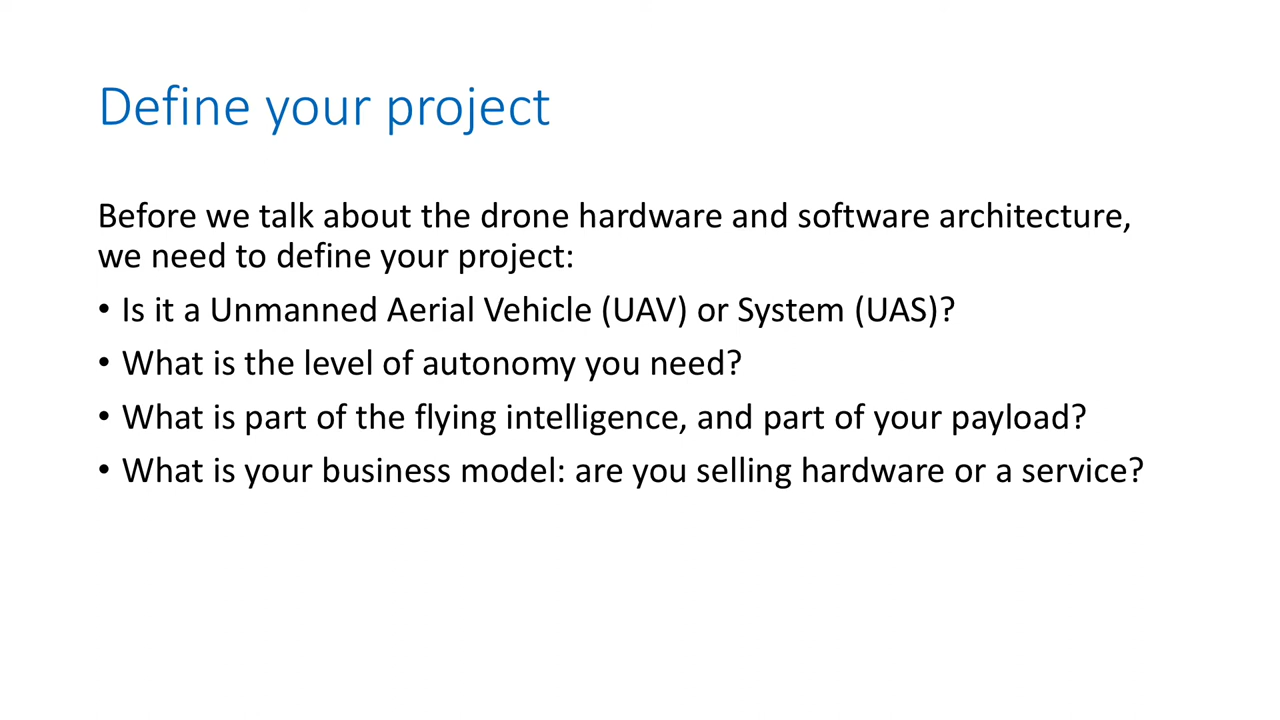 Define your project
Before we talk about the drone hardware and software architecture,
we need to define your project:
• Is it a Unmanned Aerial Vehicle (UAV) or System (UAS)?
• What is the level of autonomy you need?
• What is part of the flying intelligence, and part of your payload?
• What is your business model: are you selling hardware or a service?